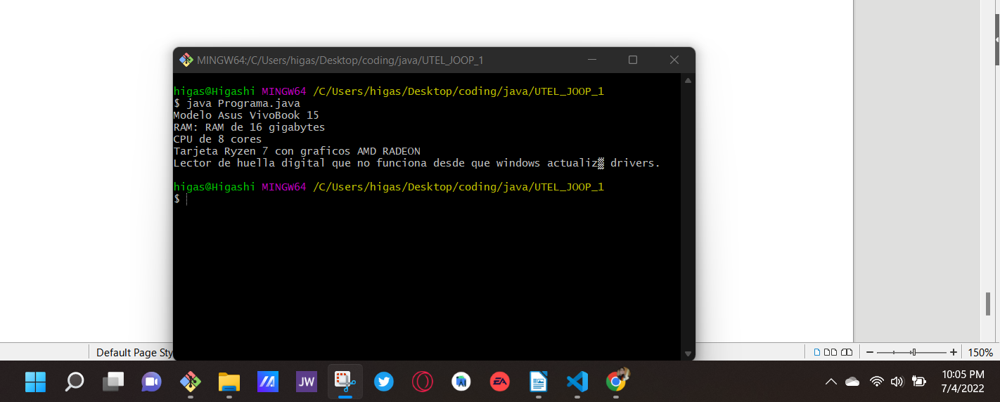 MINGW64:/C/Users/higas/Desktop/coding/java/UTEL_JOOP_1
higas@Higashi MINGW64 /C/Users/higas/Desktop/coding/java/UTEL_JOOP_1
$ java Programa.java
Modelo Asus VivoBook 15
RAM: RAM de 16 gigabytes
CPU de 8 cores
Tarjeta Ryzen 7 con graficos AMD RADEON
Lector de huella digital que no funciona desde que windows actualiz▒ drivers.
higas@Higashi MINGW64 /C/Users/higas/Desktop/coding/java/UTEL_JOOP_1
$
Default Page Sty
150%
JW
EA
10:05 PM
7/4/2022